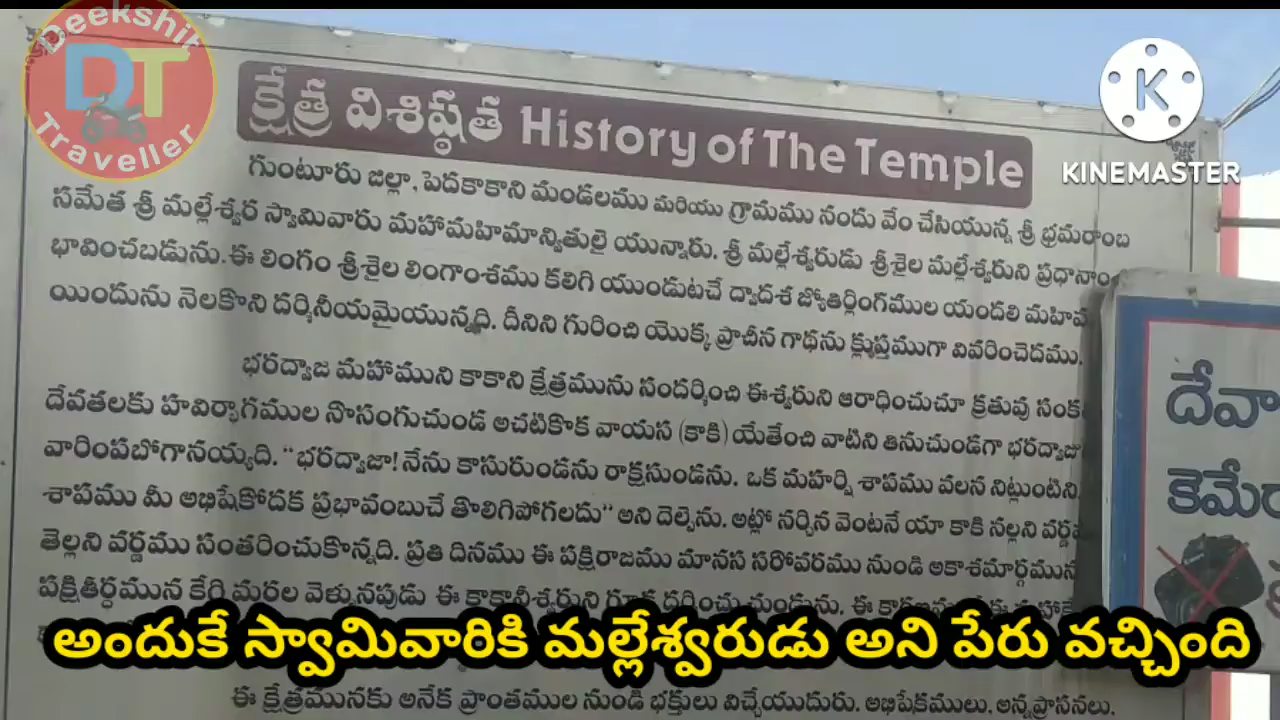 Deekshit
DT
Traveller
K
KINEMASTER
క్షేత్ర విశిష్ఠత History of The Temple
గుంటూరు జిల్లా, పెదకాకాని మండలము మరియు గ్రామము నందు వేం చేసియున్న శ్రీ భ్రమరాంబ
సమేత శ్రీ మల్లేశ్వర స్వామివారు మహామహిమాన్వితులై యున్నారు. శ్రీ మల్లేశ్వరుడు శ్రీశైల మల్లేశ్వరుని
భావించబడును. ఈ లింగం శ్రీశైల లింగాంశము కలిగి యుండుటచే ద్వాదశ జ్యోతిర్లింగముల యందలి
యిందును నెలకొని దర్శినీయమైయున్నది. దీనిని గురించి యొక్క ప్రాచీన గాథను క్లుప్తముగా వివరించెదము.
భరద్వాజ మహాముని కాకాని క్షేత్రమును సందర్శించి ఈశ్వరుని ఆరాధించుచూ క్రతువు
దేవతలకు హవిర్భాగముల నొసంగుచుండ అచటికొక వాయస (కాకి) యేతెంచి వాటిని తినుచుండగా
వారింపబోగానయ్యది. "భరద్వాజా! నేను కాసురుండను రాక్షసుండను. ఒక మహర్షి శాపము వలన నిట్లుంటిని.
శాపము మీ అభిషేకోదక ప్రభావంబుచే తొలిగిపోగలదు" అని దెల్పెను. అట్లో నర్చిన వెంటనే యా కాకి నల్లని
తెల్లని వర్ణము సంతరించుకొన్నది. ప్రతి దినము ఈ పక్షిరాజము మానస సరోవరము నుండి అకాశమార్గమున
పక్షితీర్థమున కేగి మరల వెళ్ళునపుడు ఈ కాకానీశ్వరుని
అందుకే స్వామివారికి మల్లేశ్వరుడు అని పేరు వచ్చింది
ఈ క్షేత్రమునకు అనేక ప్రాంతముల నుండి భక్తులు విచ్చేయుదురు. అభిషేకములు, అన్నప్రాసనలు,
దేవా
కెమేరా